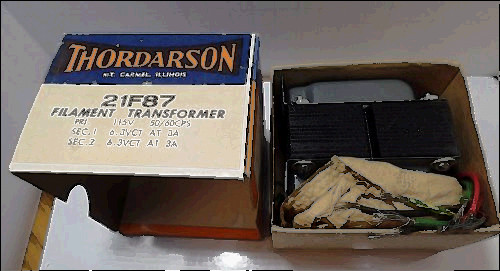 THORDARSON
MT. CARMEL, ILLINOIS
21F87
FILAMENT TRANSFORMER
PRI 115V 50/60CPS
SEC.1 6.3VCT AT 8A
SEC.2 6.3VCT AT 3A